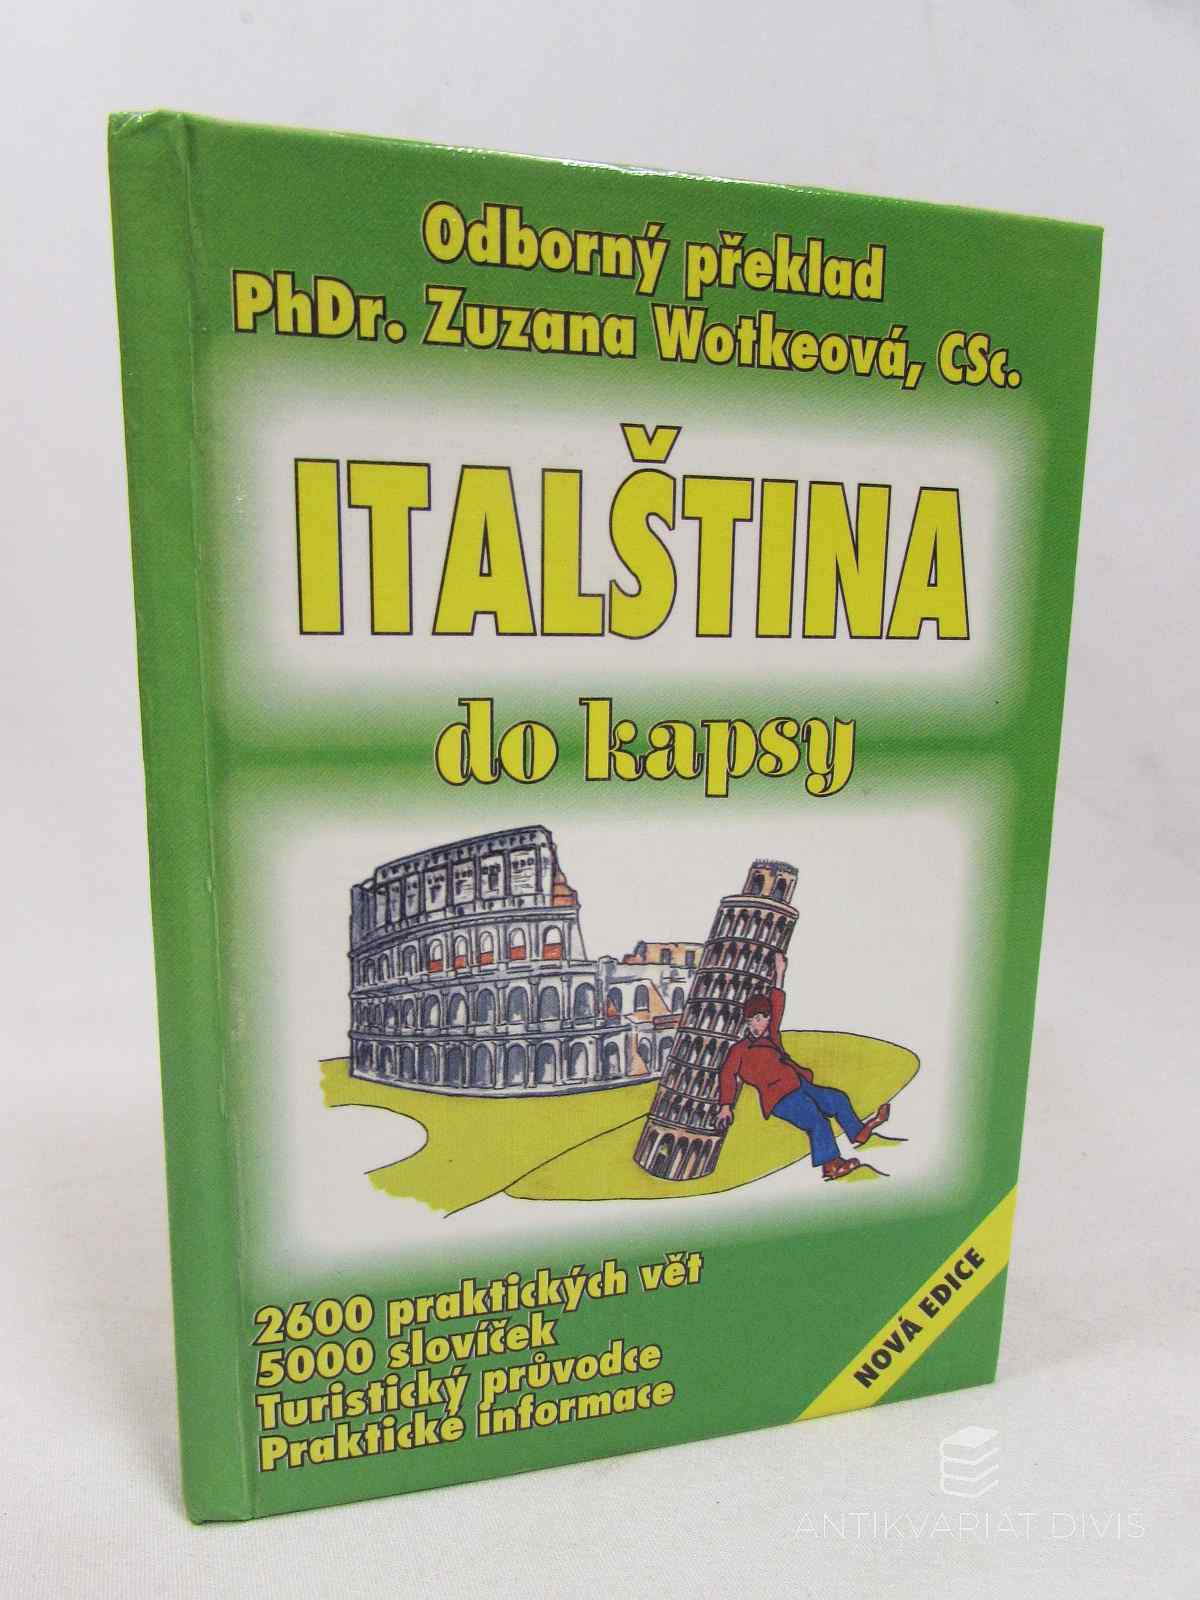 Odborný překlad
PhDr. Zuzana Wotkeová, CSc.
ITALŠTINA
do kapsy
2600 praktických vět
5000 slovíček
Turistický průvodce
Praktické informace
NOVÁ EDICE
ANTIKVARIÁT DIVIŠ